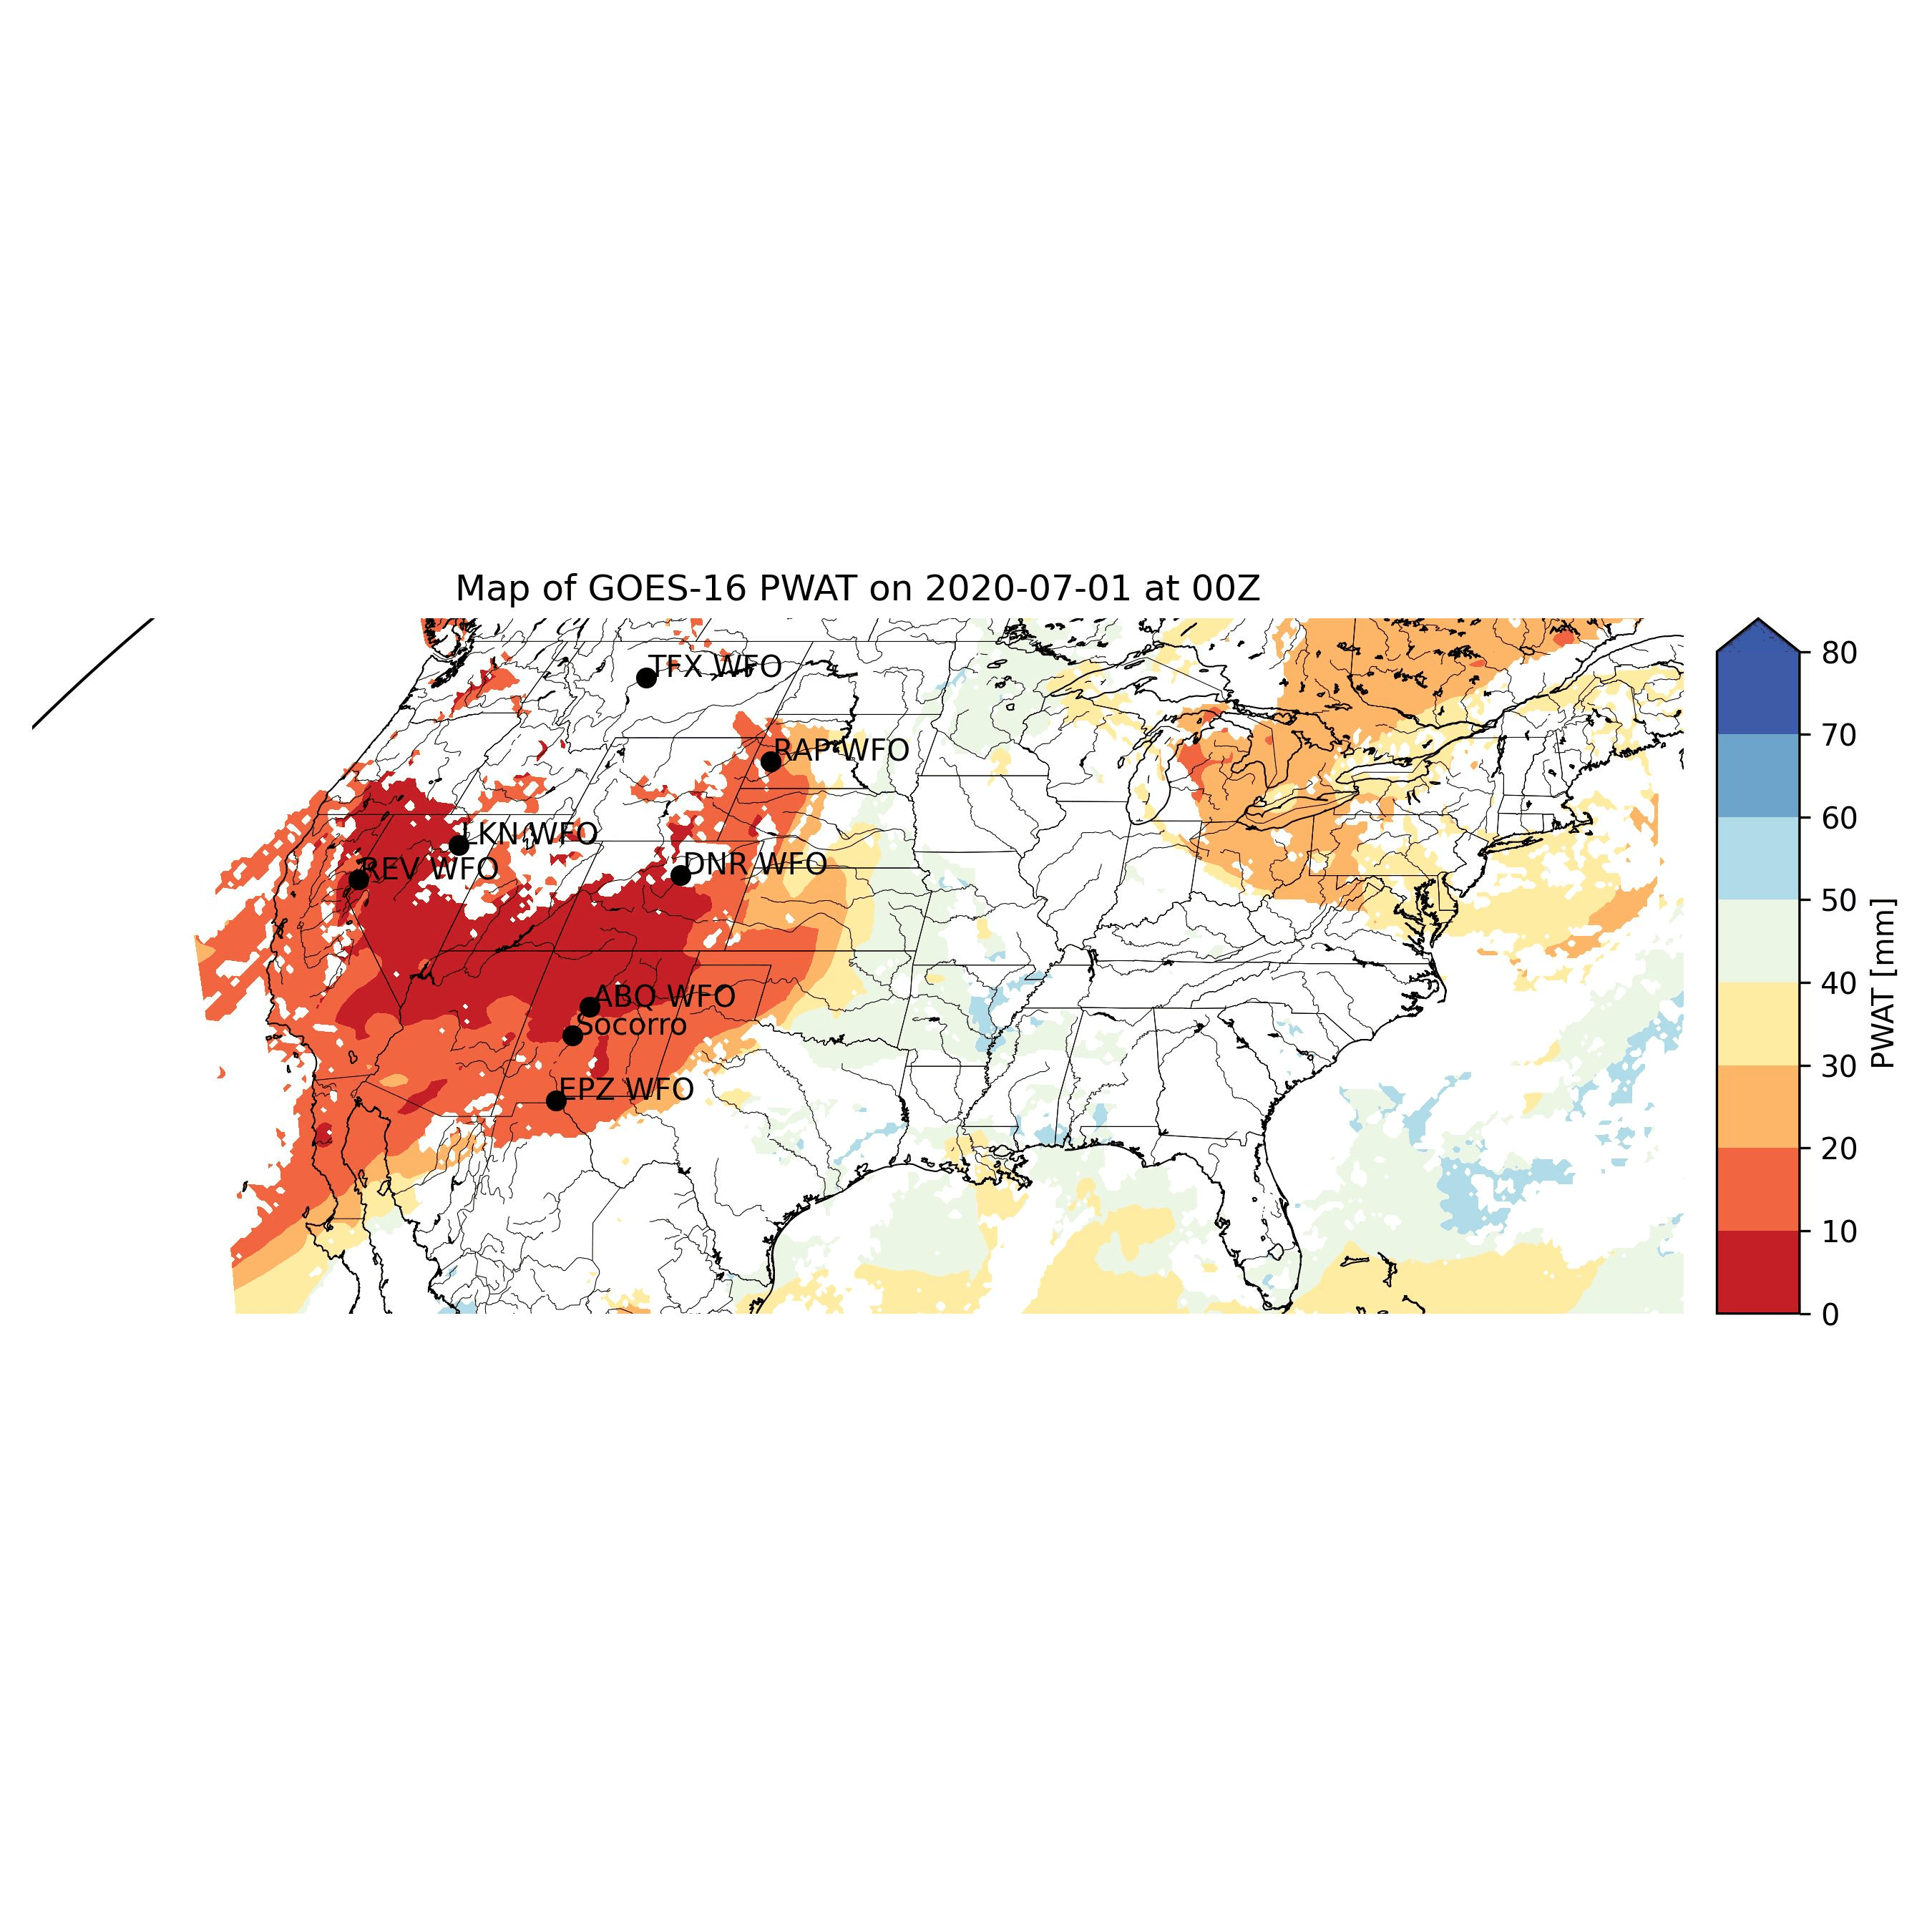 Map of GOES-16 PWAT on 2020-07-01 at 00Z
TFX WFO
RAP WFO
LKN WFO
REV WFO
DNR WFO
ABQ WFO
Socorro
EPZ WFO
80
70
60
50
40
30
20
10
0
PWAT [mm]